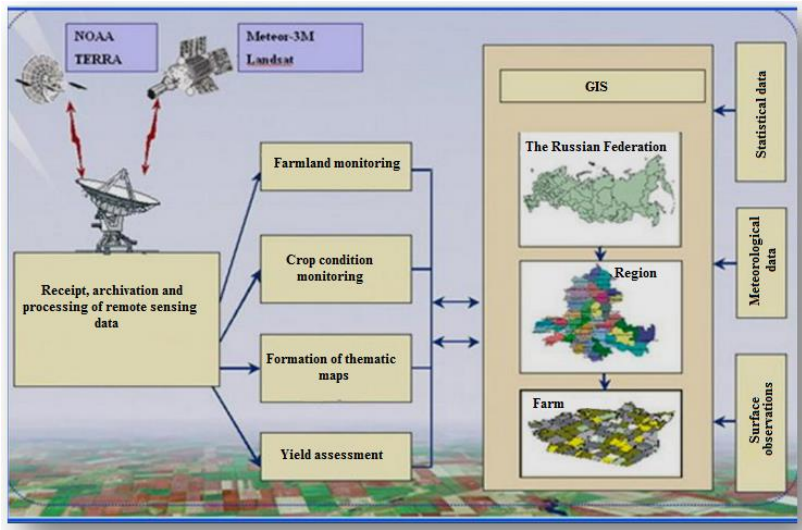 NOAA
TERRA
Meteor-3M
Landsat
Receipt, archivation and
processing of remote sensing
data
Farmland monitoring
Crop condition
monitoring
Formation of thematic
maps
Yield assessment
GIS
The Russian Federation
Region
Farm
Statistical data
Meteorological
data
Surface
observations